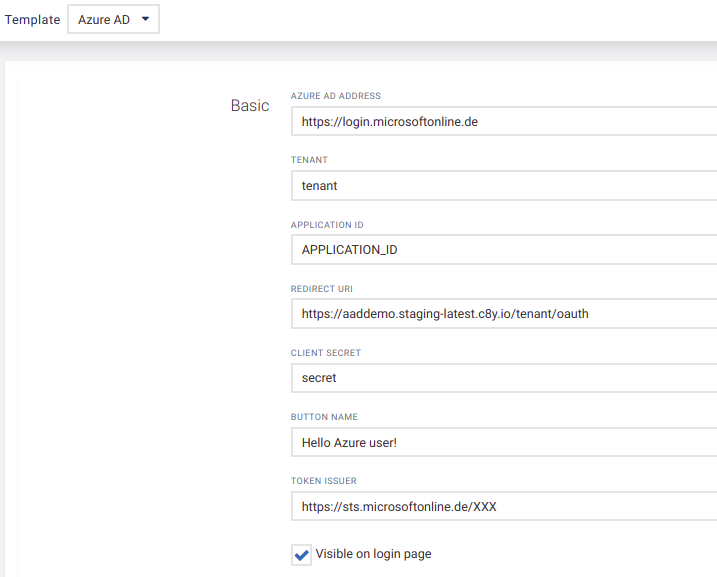 Template Azure AD
Basic
AZURE AD ADDRESS
https://login.microsoftonline.de
TENANT
tenant
APPLICATION ID
APPLICATION_ID
REDIRECT URI
https://aaddemo.staging-latest.c8y.io/tenant/oauth
CLIENT SECRET
secret
BUTTON NAME
Hello Azure user!
TOKEN ISSUER
https://sts.microsoftonline.de/XXX
Visible on login page